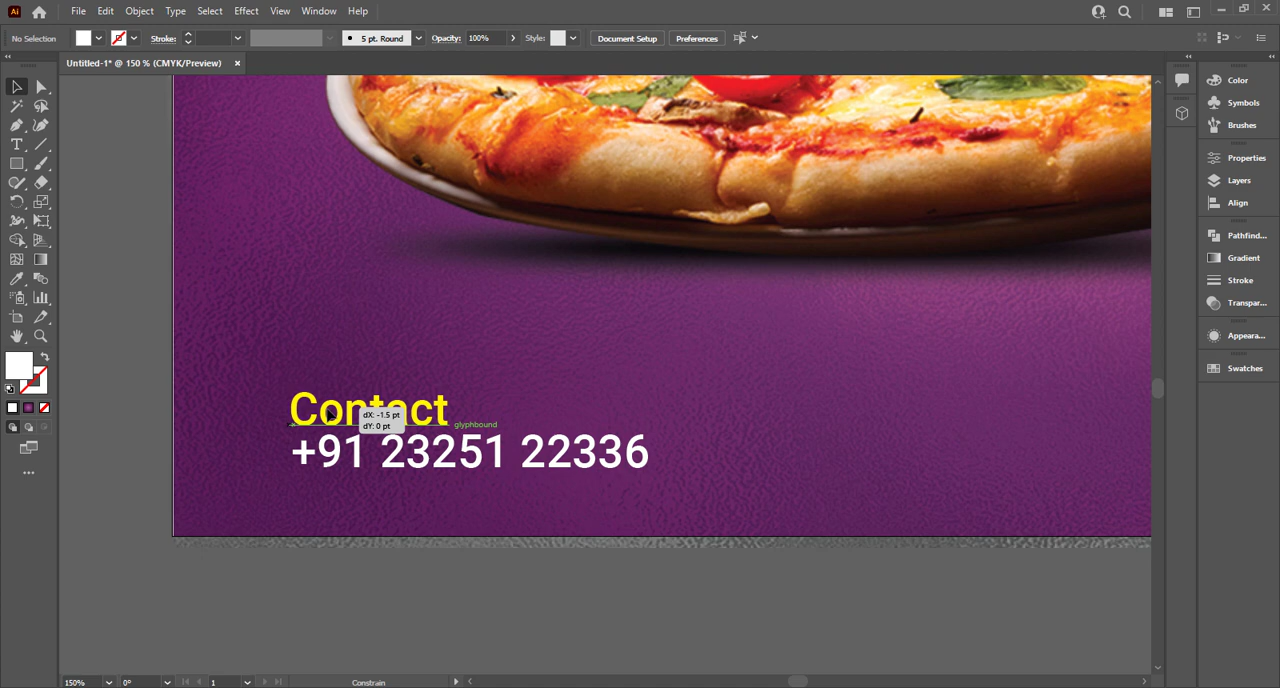 Ai
File Edit Object Type Select Effect View Window Help
No Selection Stroke: 5 pt. Round Opacity: 100% Style: Document Setup Preferences
Untitled-1* @ 150 % (CMYK/Preview) ×
Color
Symbols
Brushes
Properties
Layers
Align
Pathfind...
Gradient
Stroke
Transpar...
Appeara...
Swatches
Contact
dX: -1.5 pt
dY: 0 pt
glyphbound
+91 23251 22336
150% 0° 1 Constrain